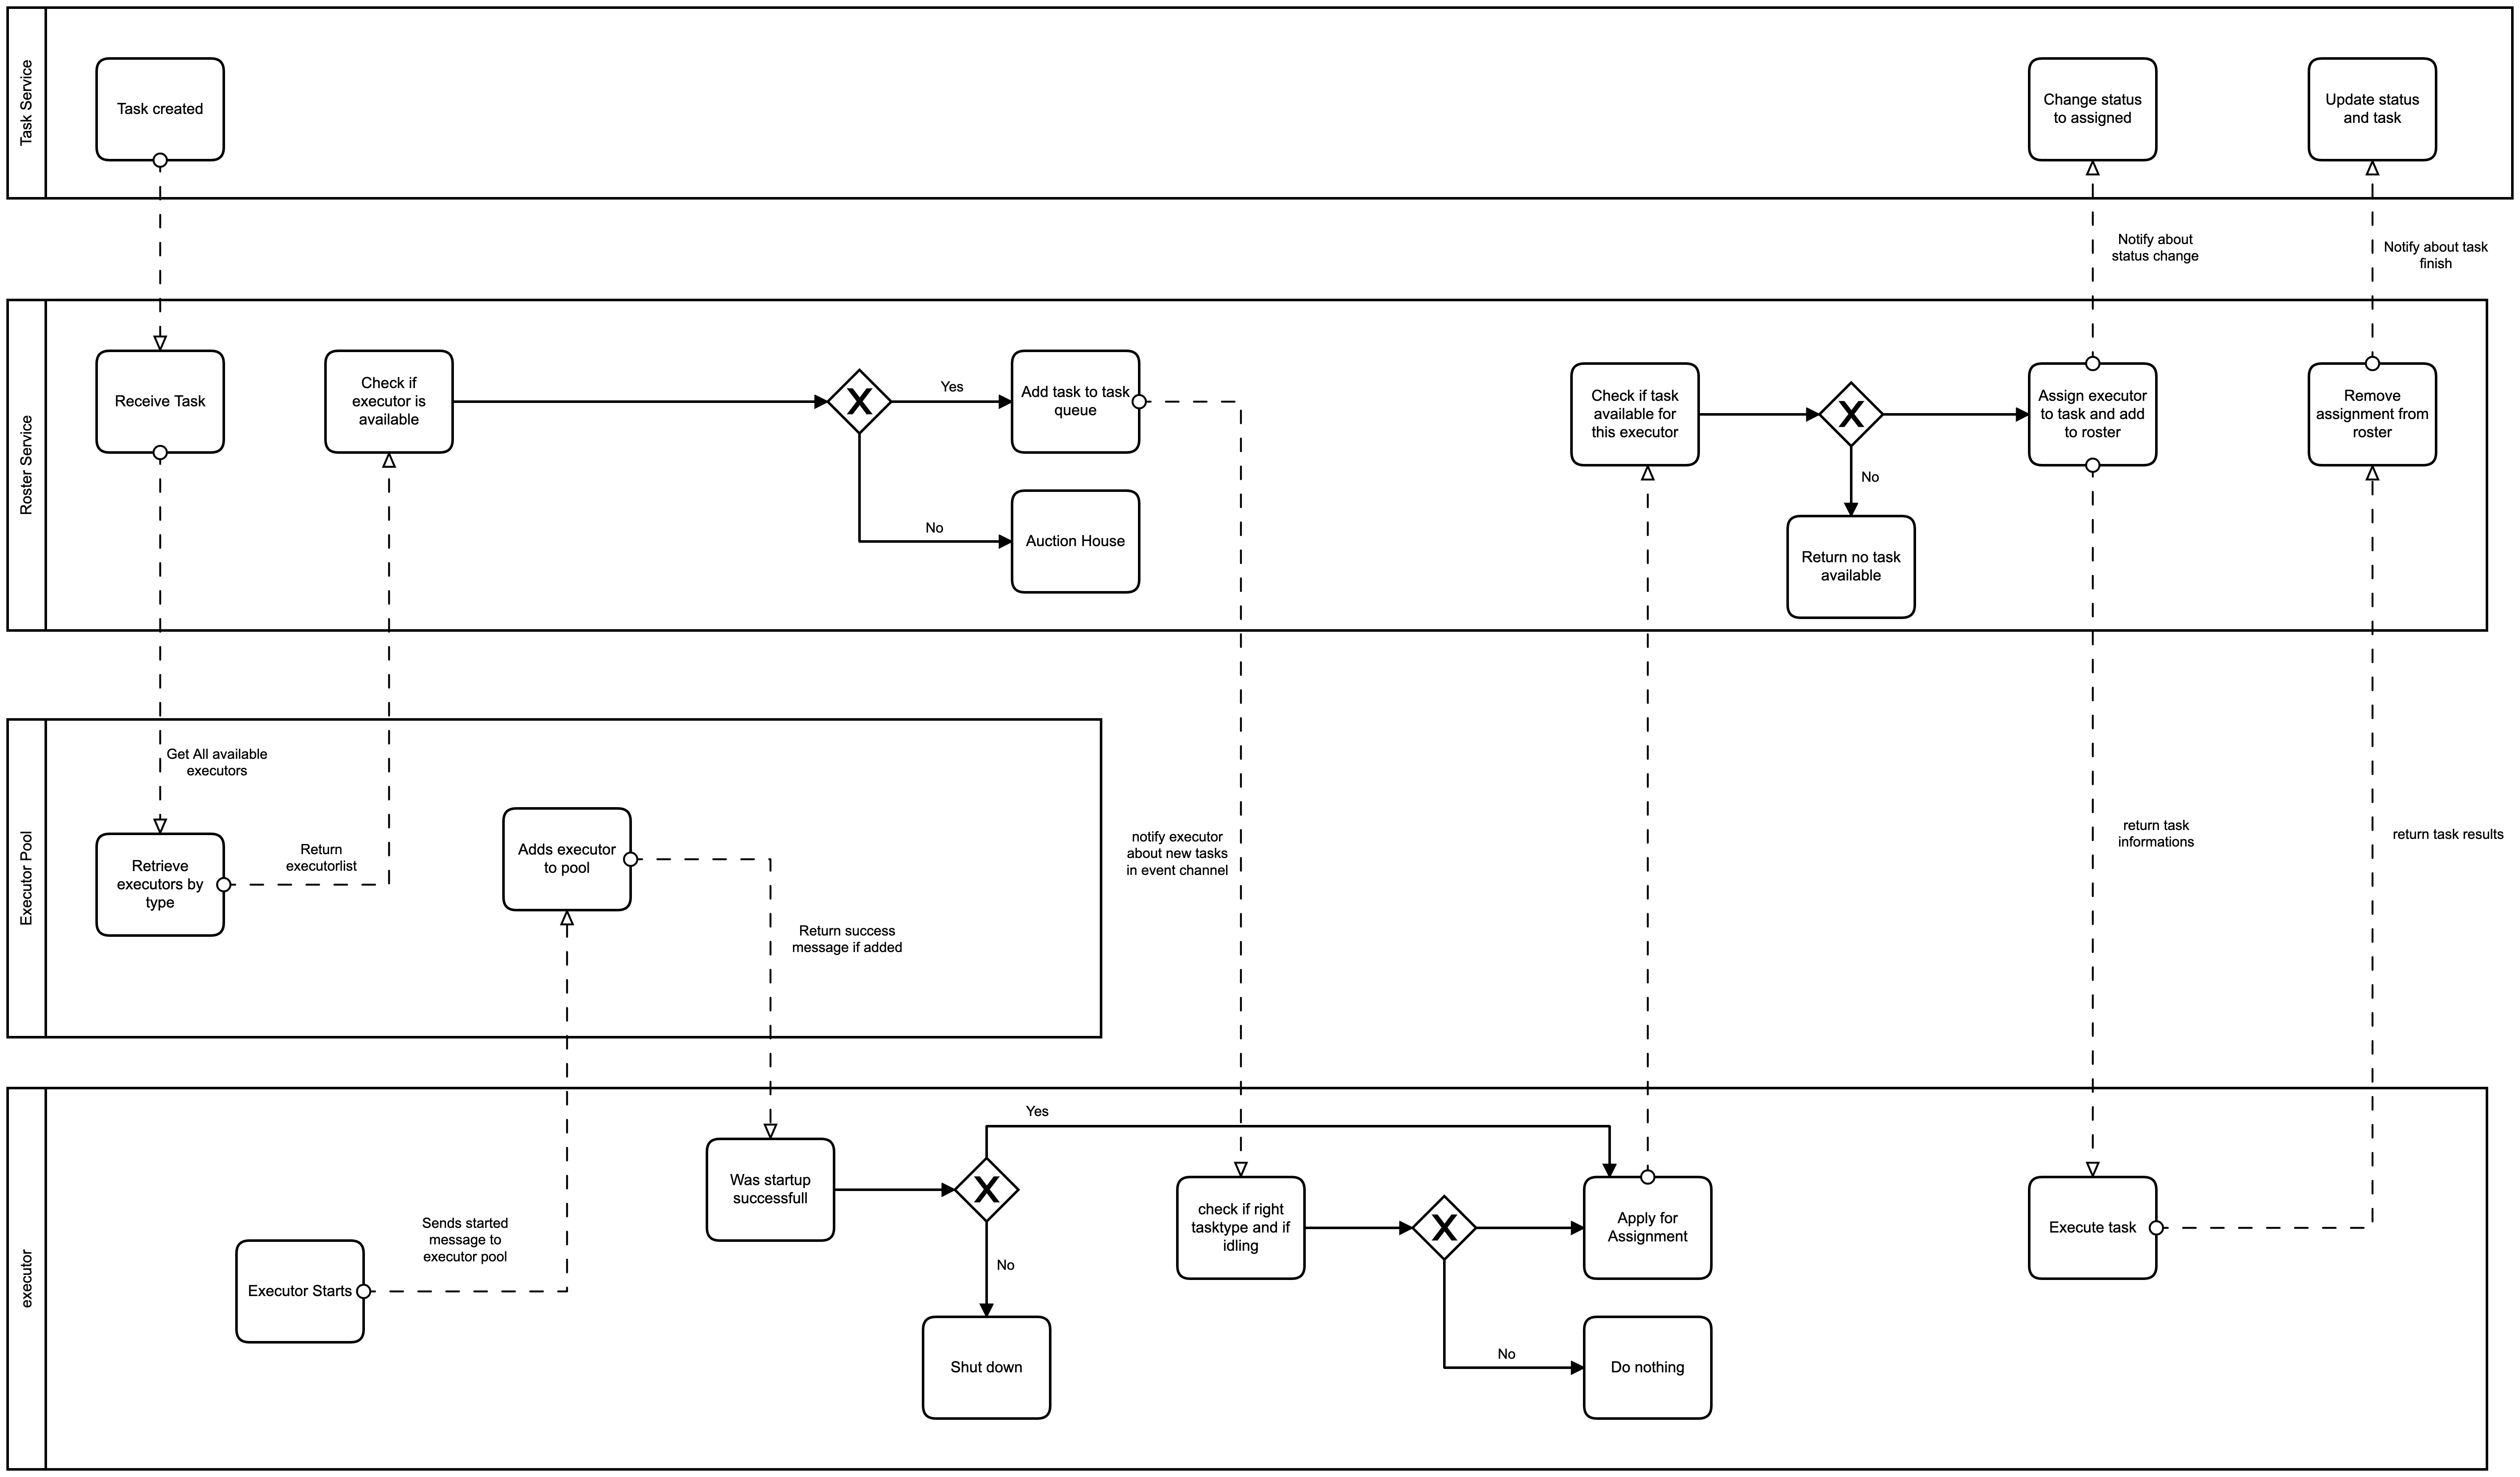 Task Service
Task created
Change status
to assigned
Update status
and task
Notify about
status change
Notify about task
finish
Roster Service
Receive Task
Check if
executor is
available
Yes
Add task to task
queue
No
Auction House
Check if task
available for
this executor
No
Return no task
available
Assign executor
to task and add
to roster
Remove
assignment from
roster
Executor Pool
Get All available
executors
Retrieve
executors by
type
Return
executorlist
Adds executor
to pool
Return success
message if added
notify executor
about new tasks
in event channel
return task
informations
return task results
executor
Executor Starts
Sends started
message to
executor pool
Was startup
successfull
Yes
No
Shut down
check if right
tasktype and if
idling
Apply for
Assignment
No
Do nothing
Execute task